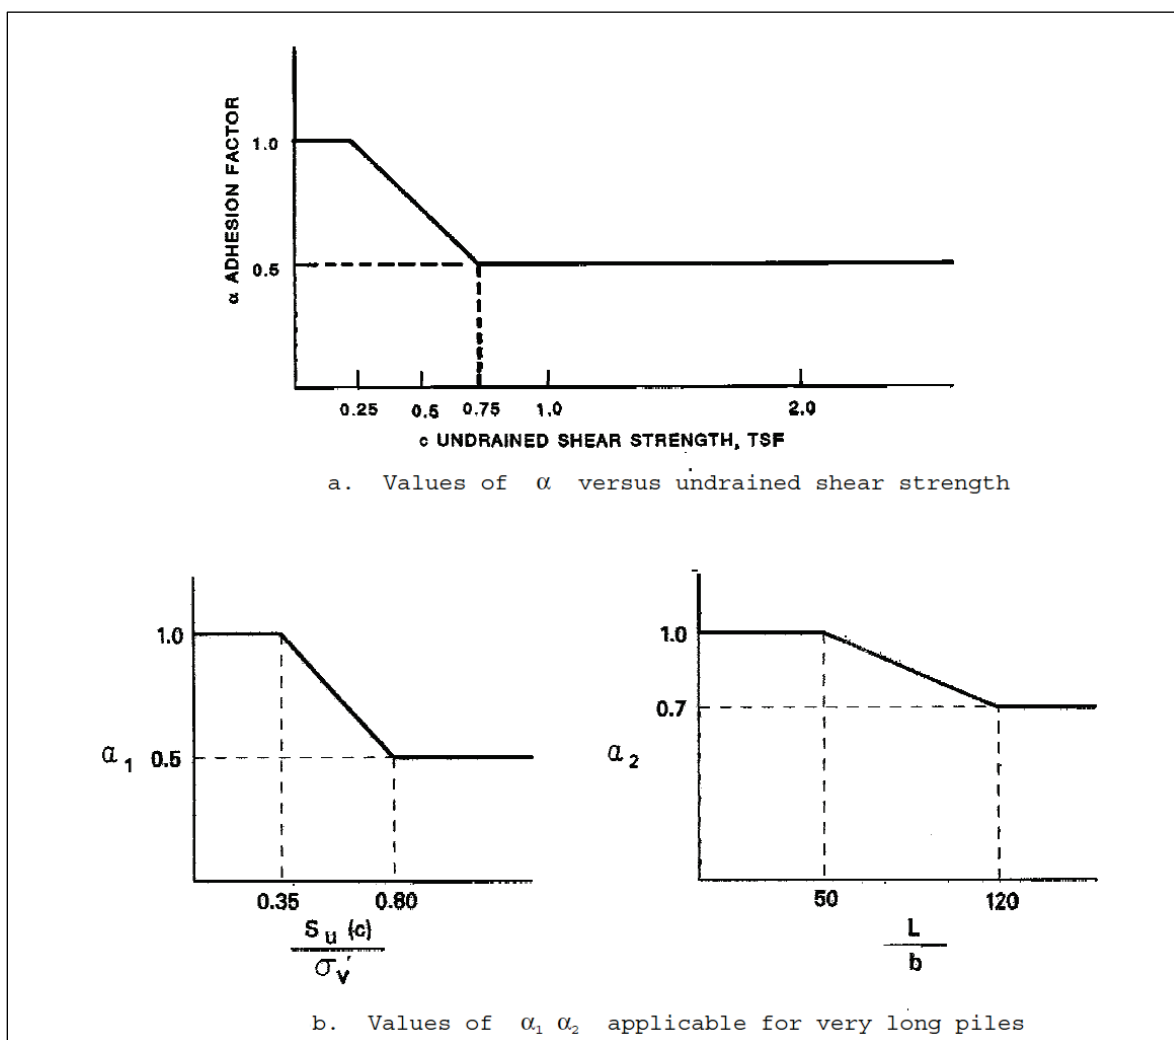 α ADHESION FACTOR
1.0
0.5
0.25 0.5 0.75 1.0 2.0
c UNDRAINED SHEAR STRENGTH, TSF
a. Values of α versus undrained shear strength
1.0
α1 0.5
0.35 0.80
Su (c)
σv'
1.0
0.7
α2
50 120
L
b
b. Values of α1 α2 applicable for very long piles